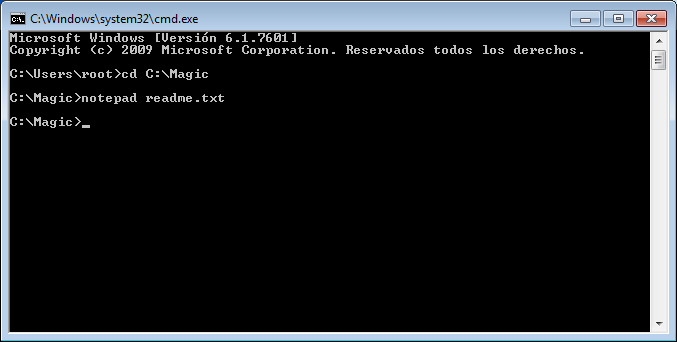 C:\Windows\system32\cmd.exe
Microsoft Windows [Versión 6.1.7601]
Copyright (c) 2009 Microsoft Corporation. Reservados todos los derechos.
C:\Users\root>cd C:\Magic
C:\Magic>notepad readme.txt
C:\Magic>_